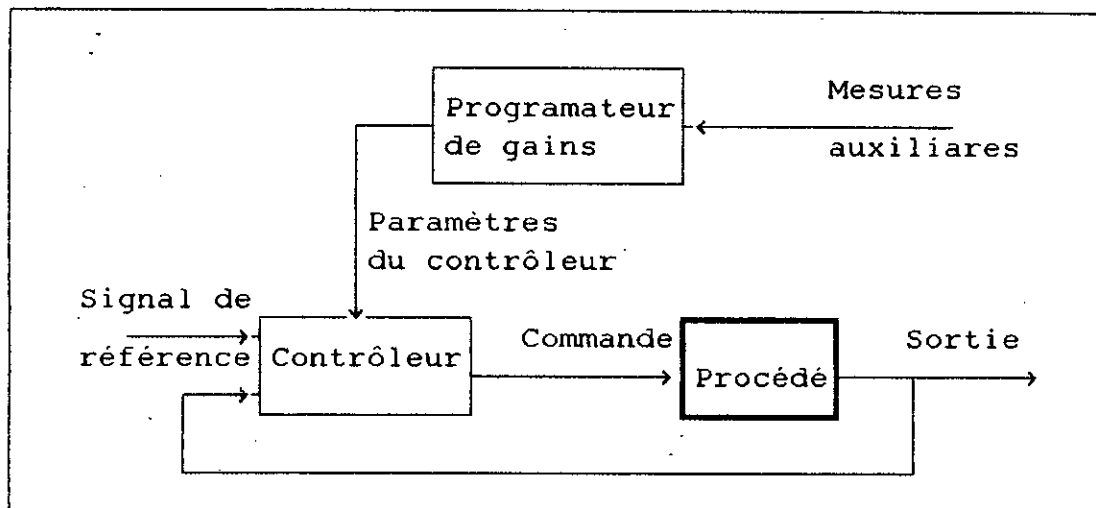 Programateur
de gains
Mesures
auxiliares
Paramètres
du contrôleur
Signal de
référence
Contrôleur
Commande
Procédé
Sortie